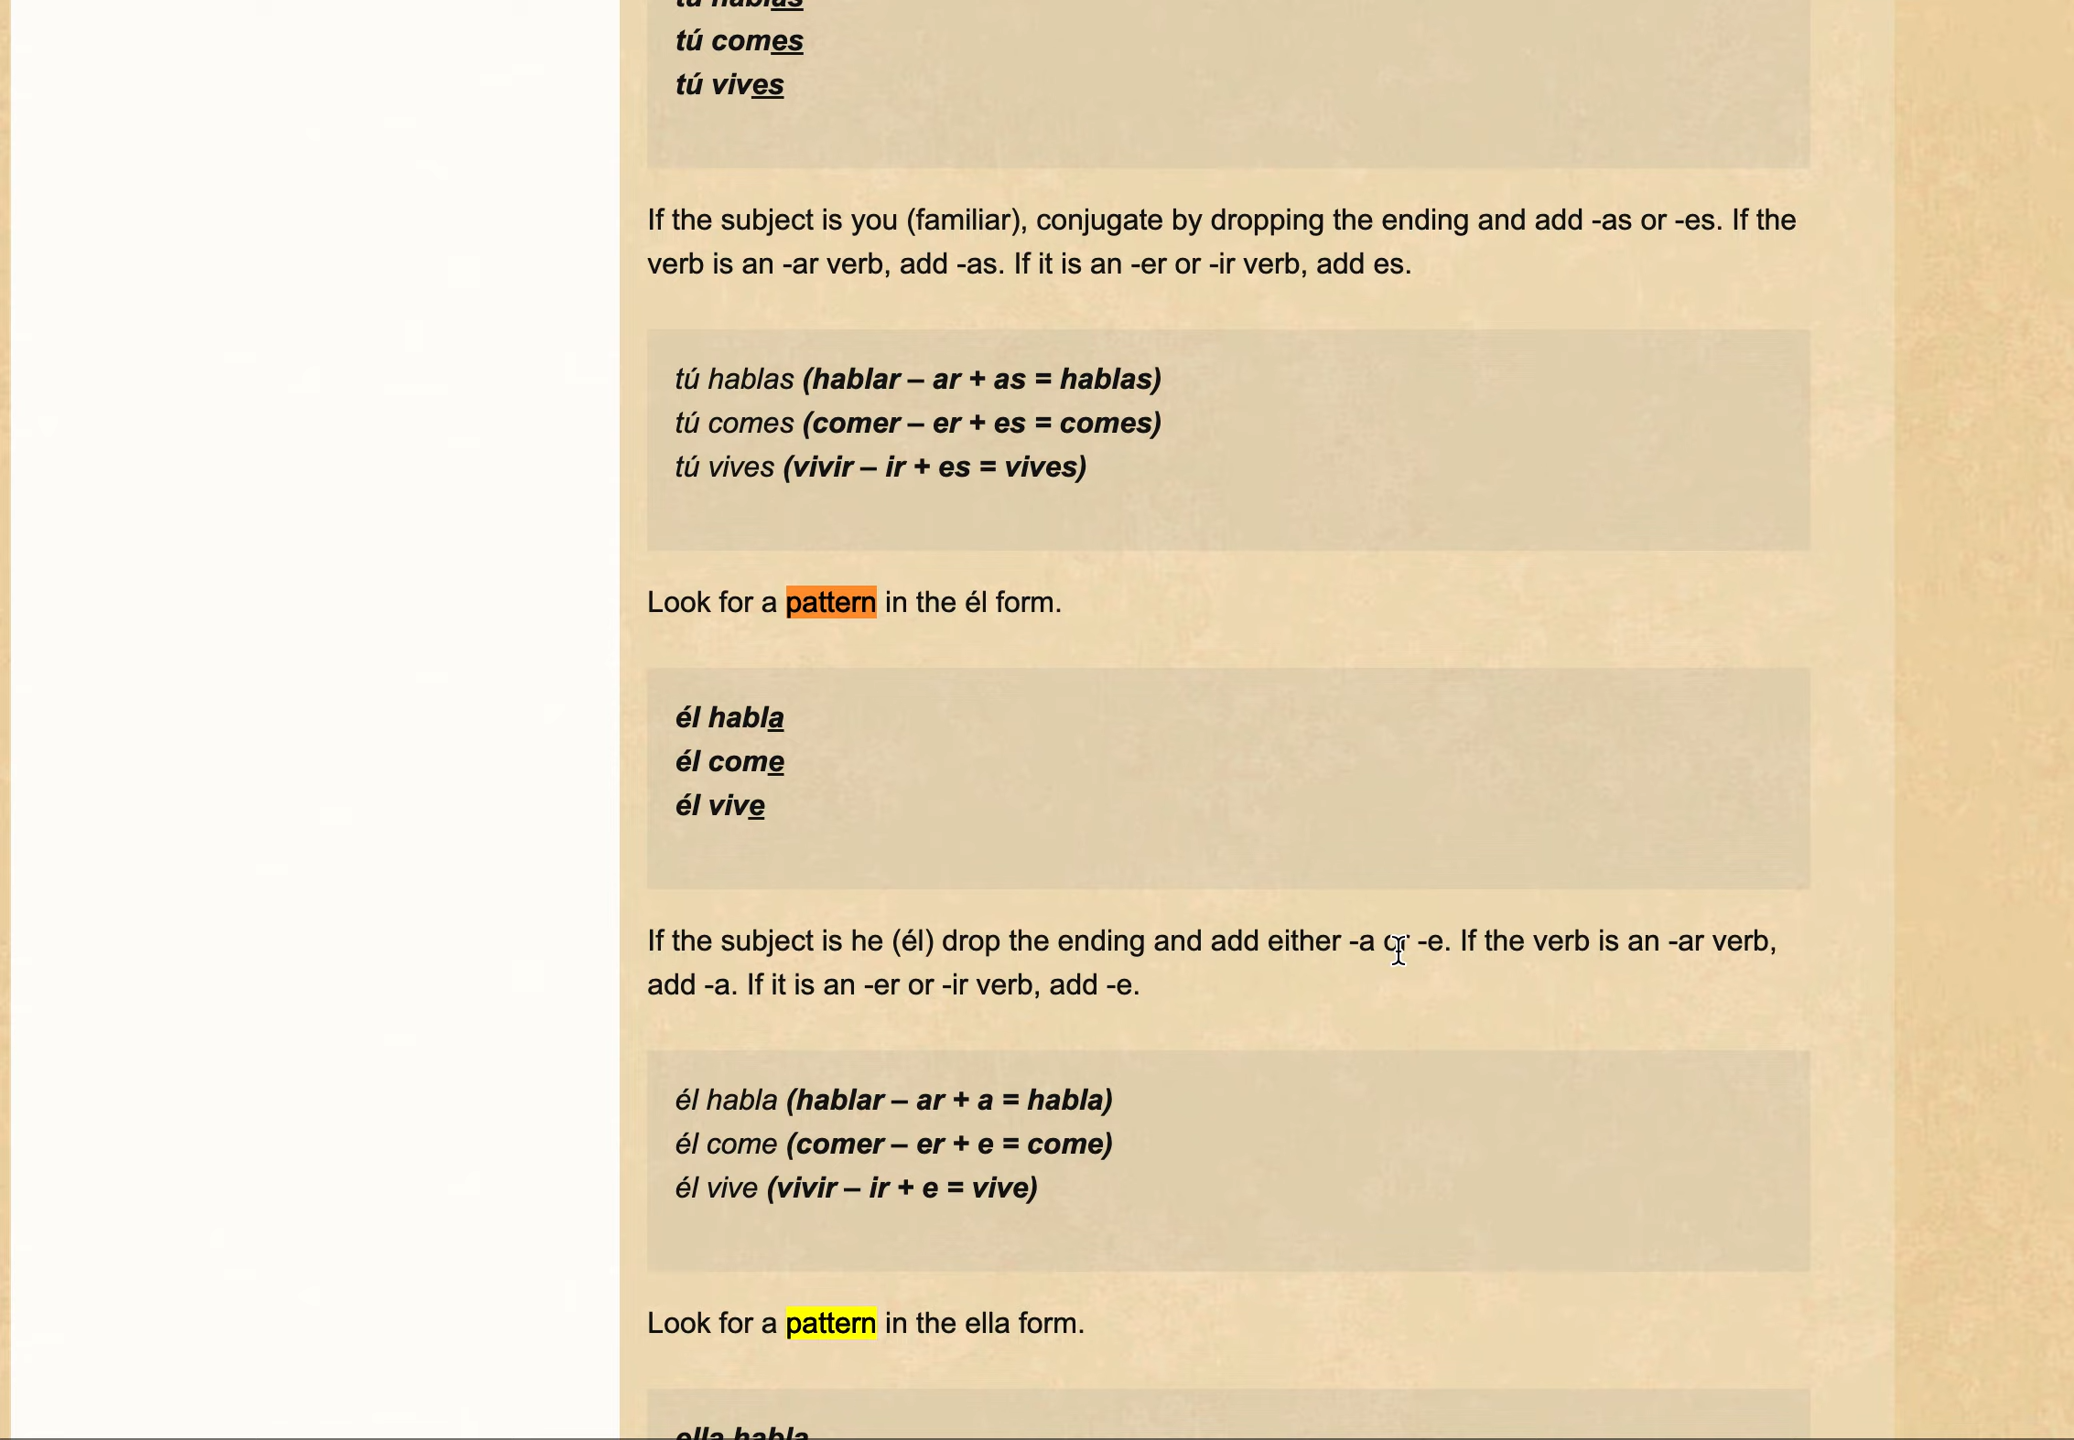 tú hablas
tú comes
tú vives
If the subject is you (familiar), conjugate by dropping the ending and add -as or -es. If the
verb is an -ar verb, add -as. If it is an -er or -ir verb, add es.
tú hablas (hablar – ar + as = hablas)
tú comes (comer – er + es = comes)
tú vives (vivir – ir + es = vives)
Look for a pattern in the él form.
él habla
él come
él vive
If the subject is he (él) drop the ending and add either -a or -e. If the verb is an -ar verb,
add -a. If it is an -er or -ir verb, add -e.
él habla (hablar – ar + a = habla)
él come (comer – er + e = come)
él vive (vivir – ir + e = vive)
Look for a pattern in the ella form.
ella habla